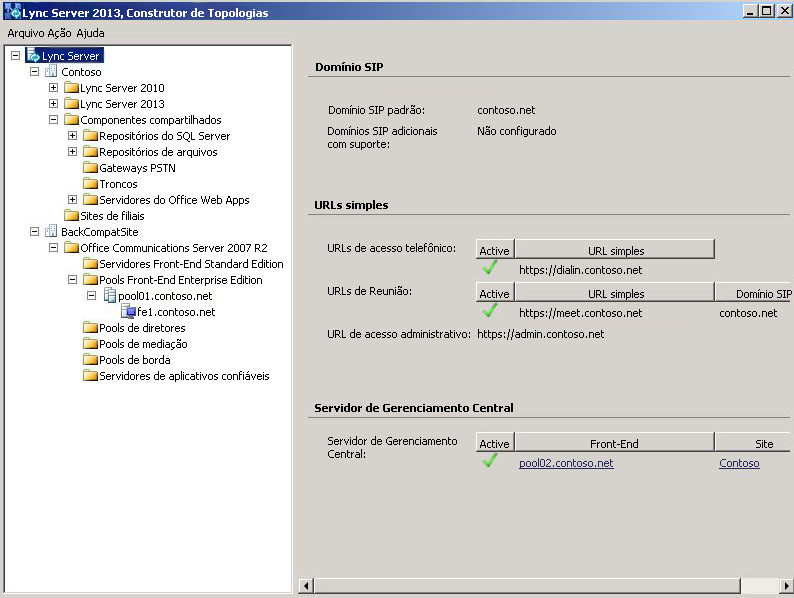 Lync Server 2013, Construtor de Topologias
Arquivo Ação Ajuda
Lync Server
Contoso
Lync Server 2010
Lync Server 2013
Componentes compartilhados
Repositórios do SQL Server
Repositórios de arquivos
Gateways PSTN
Troncos
Servidores do Office Web Apps
Sites de filiais
BackCompatSite
Office Communications Server 2007 R2
Servidores Front-End Standard Edition
Pools Front-End Enterprise Edition
pool01.contoso.net
fe1.contoso.net
Pools de diretores
Pools de mediação
Pools de borda
Servidores de aplicativos confiáveis
Domínio SIP
Domínio SIP padrão: contoso.net
Domínios SIP adicionais Não configurado
com suporte:
URLs simples
URLs de acesso telefônico: Active URL simples
https://dialin.contoso.net
URLs de Reunião: Active URL simples Domínio SIP
https://meet.contoso.net contoso.net
URL de acesso administrativo: https://admin.contoso.net
Servidor de Gerenciamento Central
Servidor de Gerenciamento Active Front-End Site
Central:
pool02.contoso.net Contoso